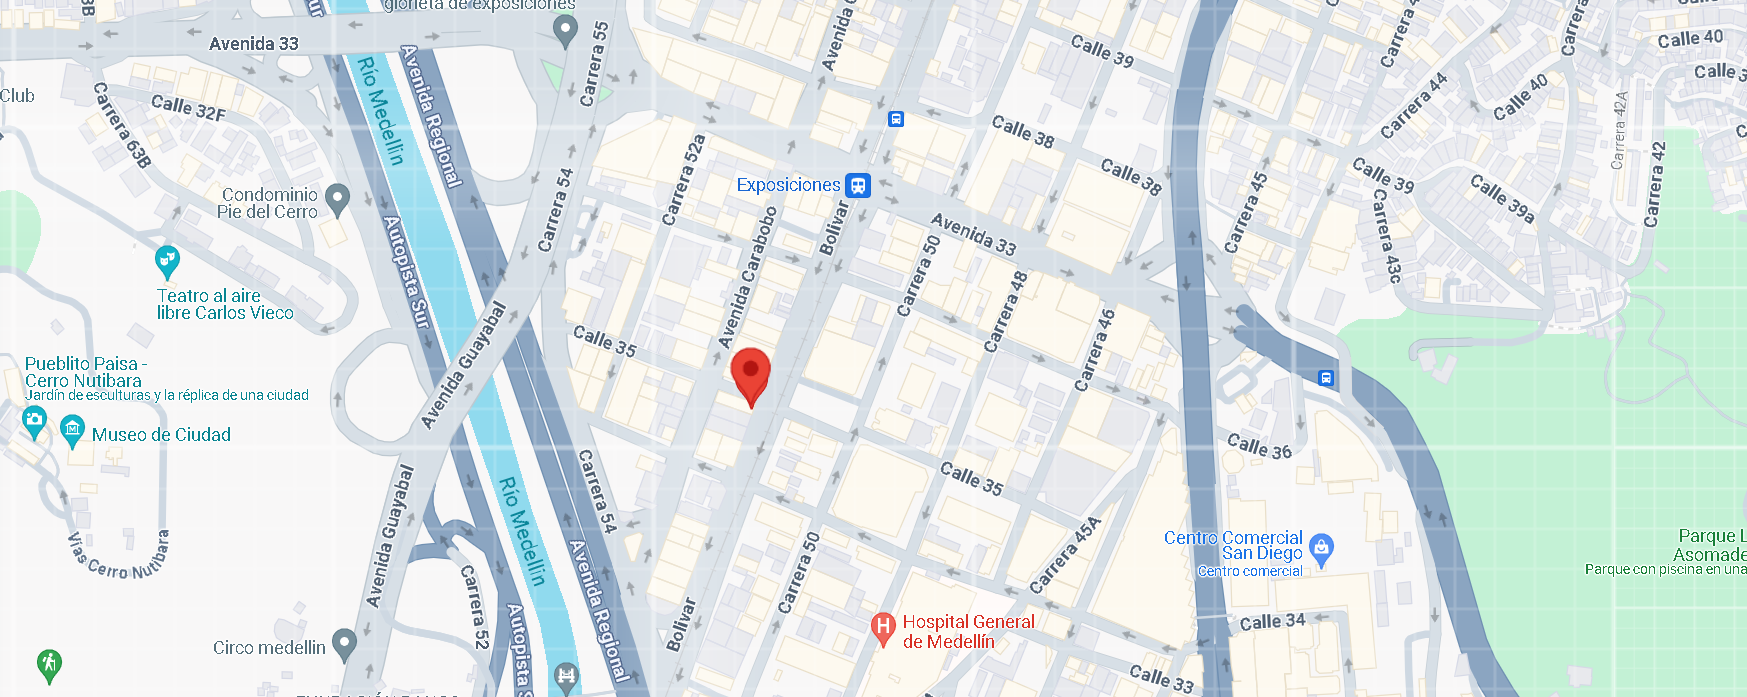 glorieta de exposiciones
Avenida 33
Carrera 55
Calle 39
Calle 40
Carrera 44
Calle 40
Club
Carrera 63B
Calle 32F
Río Medellín
Avenida Regional
Carrera 52a
Calle 38
Calle 38
Calle 39
Calle 39a
Carrera 42A
Carrera 42
Condominio
Pie del Cerro
Carrera 54
Exposiciones
Bolívar
Avenida 33
Carrera 45
Carrera 43c
Autopista Sur
Avenida Carabobo
Carrera 50
Carrera 48
Carrera 46
Teatro al aire
libre Carlos Vieco
Avenida Guayabal
Calle 35
Pueblito Paisa -
Cerro Nutibara
Jardín de esculturas y la réplica de una ciudad
Museo de Ciudad
Calle 36
Calle 35
Avenida Guayabal
Río Medellín
Carrera 54
Vías Cerro Nutibara
Carrera 52
Avenida Regional
Carrera 50
Carrera 45A
Centro Comercial
San Diego
Centro comercial
Parque L
Asomade
Parque con piscina en una
Bolívar
Hospital General
de Medellín
Calle 34
Calle 33
Circo medellin
Autopista S